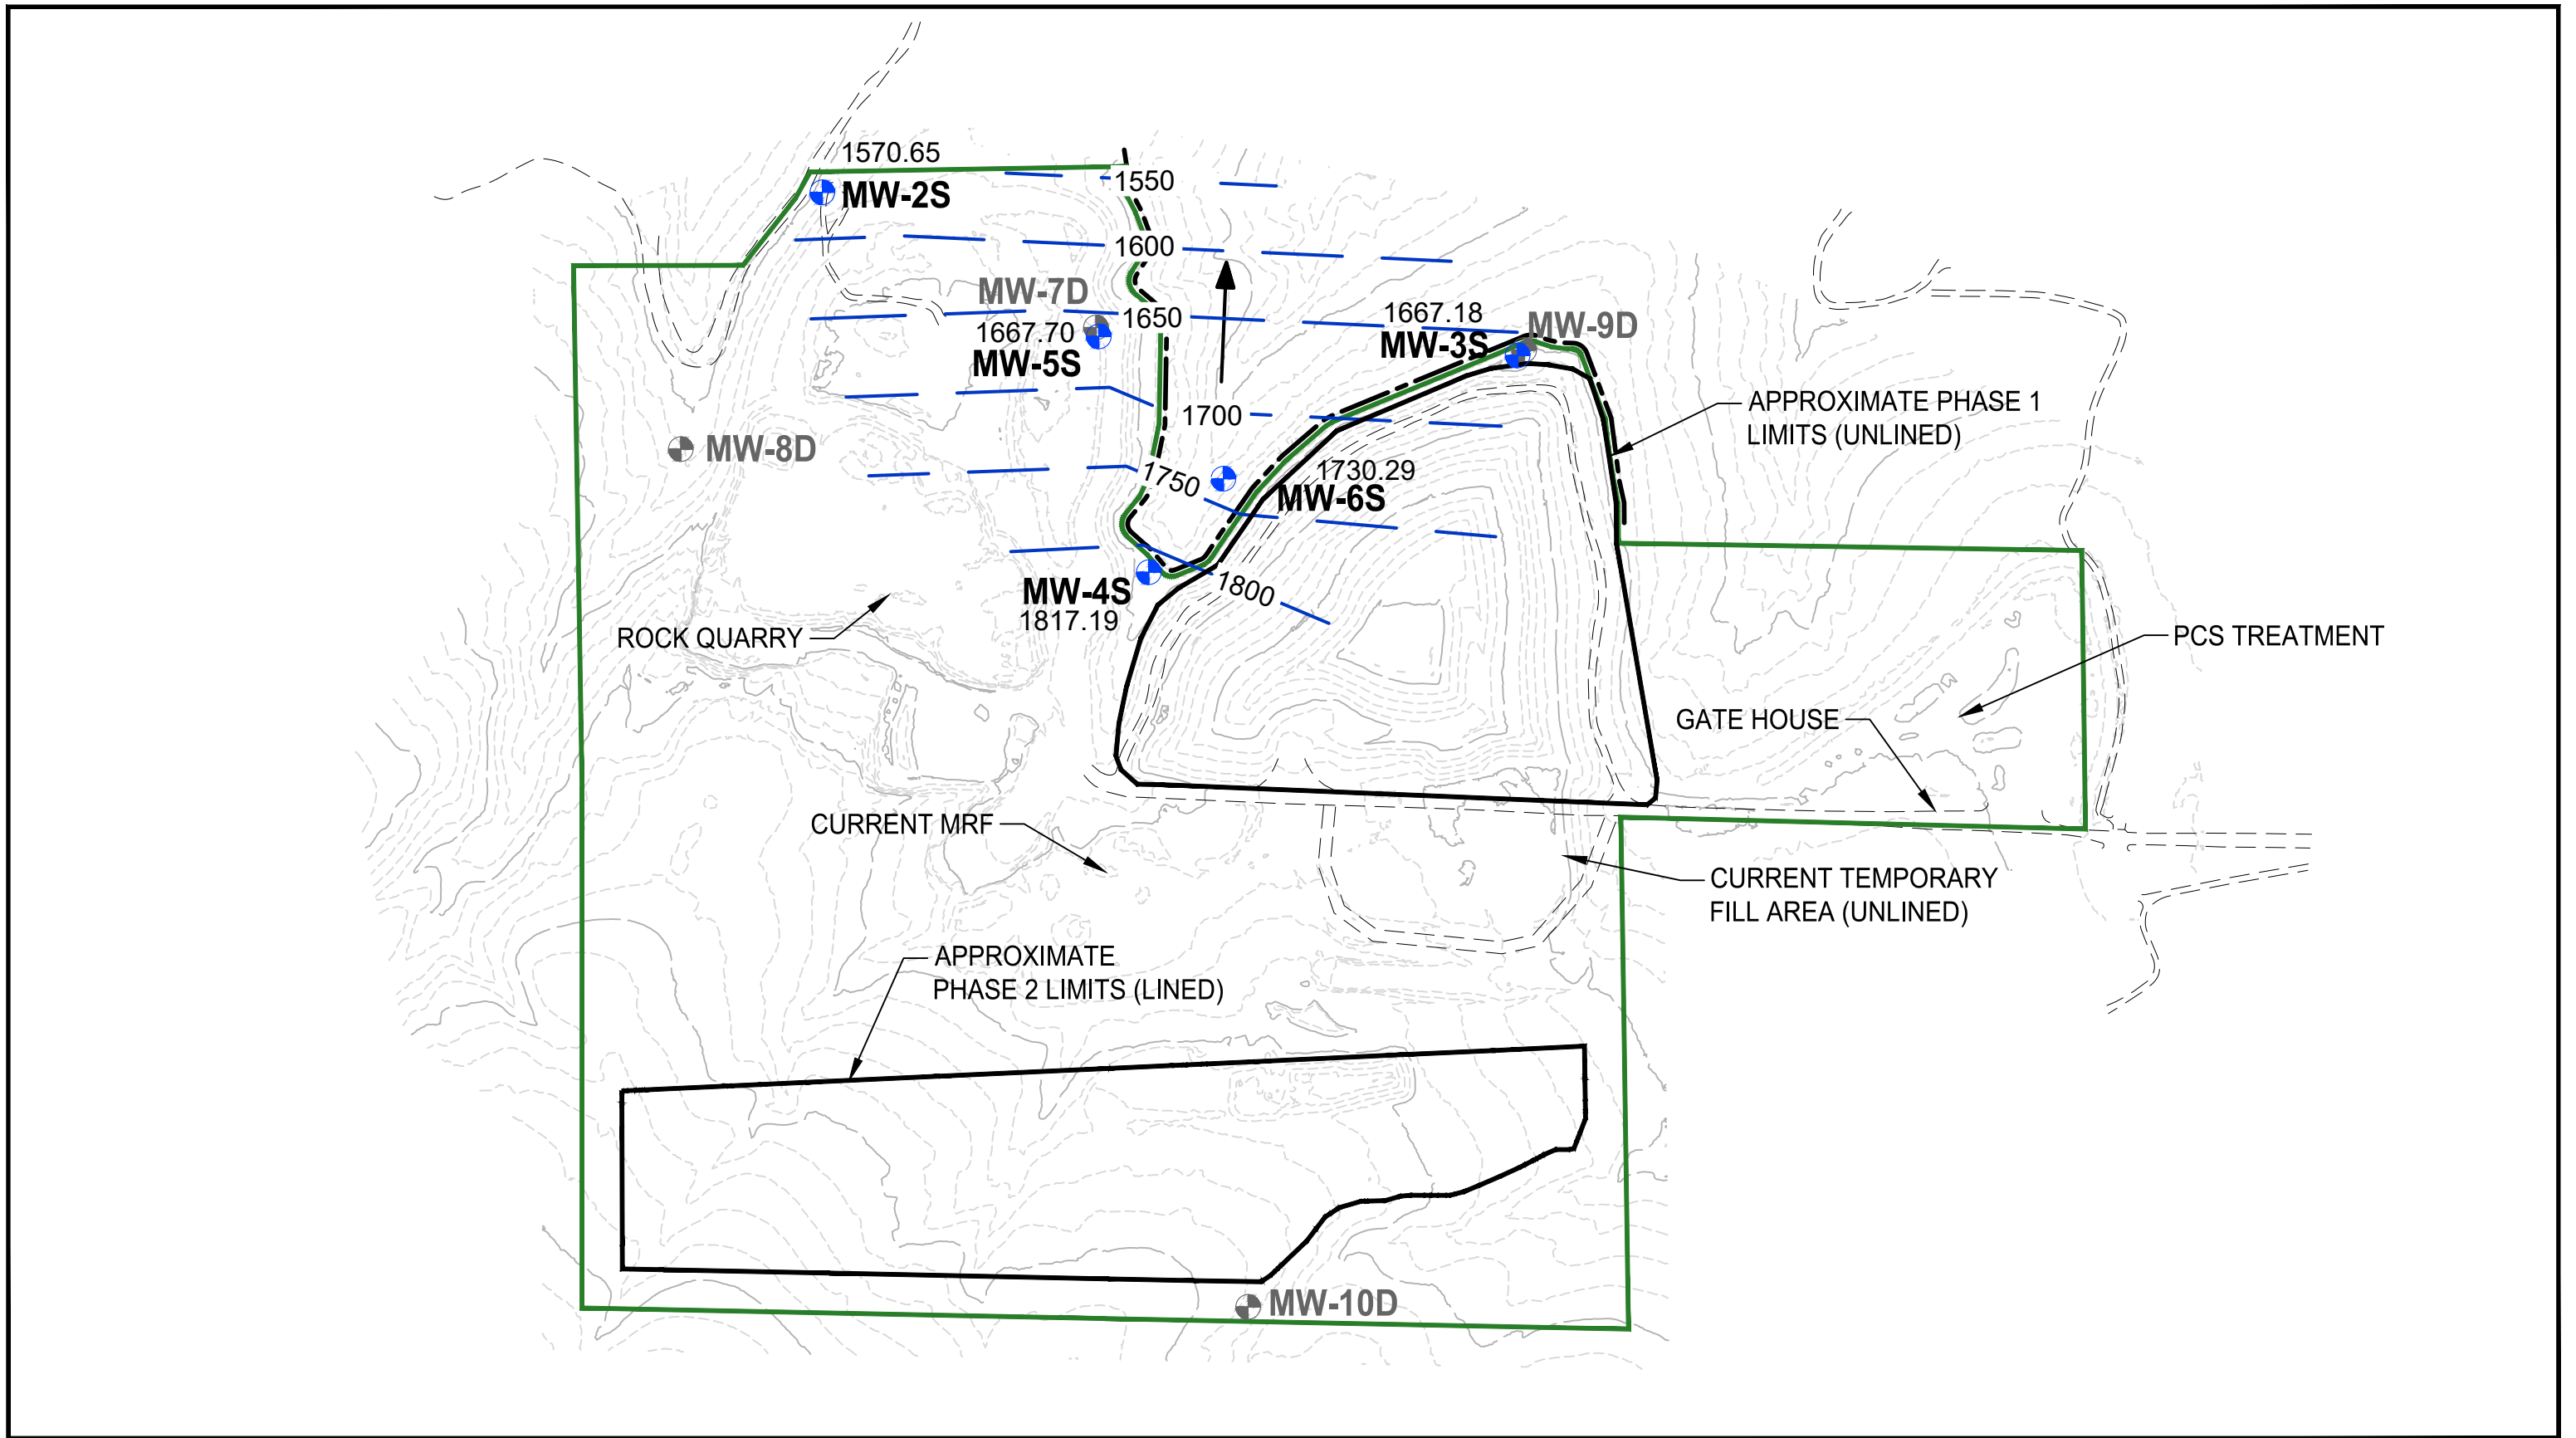 1570.65
MW-2S
1550
1600
MW-7D
1650
1667.70
MW-5S
1667.18
MW-3S
MW-9D
APPROXIMATE PHASE 1
LIMITS (UNLINED)
1700
MW-8D
1750
1730.29
MW-6S
MW-4S
1817.19
1800
ROCK QUARRY
PCS TREATMENT
GATE HOUSE
CURRENT MRF
CURRENT TEMPORARY
FILL AREA (UNLINED)
APPROXIMATE
PHASE 2 LIMITS (LINED)
MW-10D